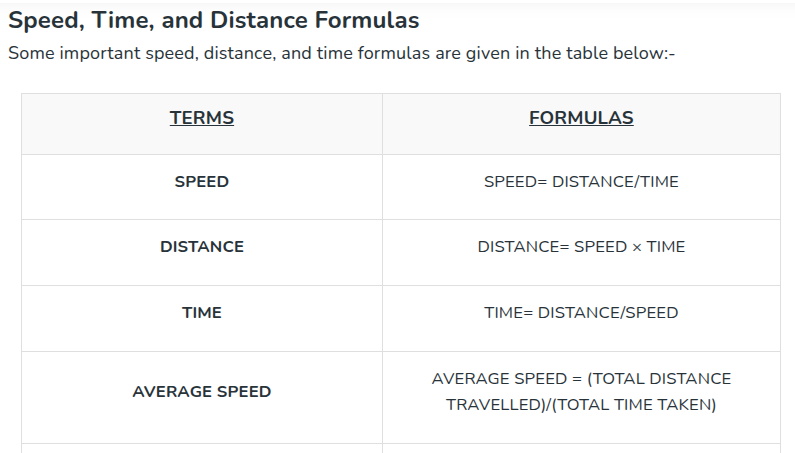 Speed, Time, and Distance Formulas
Some important speed, distance, and time formulas are given in the table below:-
TERMS
FORMULAS
SPEED
SPEED= DISTANCE/TIME
DISTANCE
DISTANCE= SPEED × TIME
TIME
TIME= DISTANCE/SPEED
AVERAGE SPEED
AVERAGE SPEED = (TOTAL DISTANCE
TRAVELLED)/(TOTAL TIME TAKEN)